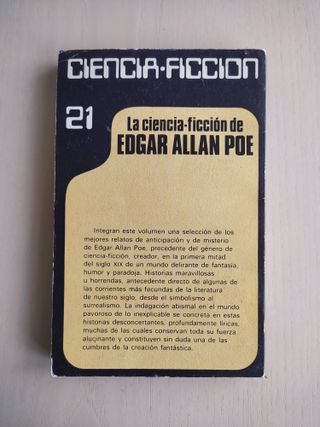 CIENCIA-FICCION
21
La ciencia-ficción de
EDGAR ALLAN POE
Integran este volumen una selección de los
mejores relatos de anticipación y de misterio
de Edgar Allan Poe, precedente del género de
ciencia-ficción, creador, en la primera mitad
del siglo XIX de un mundo delirante de fantasía,
humor y paradoja. Historias maravillosas
u horrendas, antecedente directo de algunas de
las corrientes más fecundas de la literatura
de nuestro siglo, desde el simbolismo al
surrealismo. La indagación abismal en el mundo
pavoroso de lo inexplicable se concreta en estas
historias desconcertantes, profundamente líricas,
muchas de las cuales conservan toda su fuerza
alucinante y constituyen sin duda una de las
cumbres de la creación fantástica.